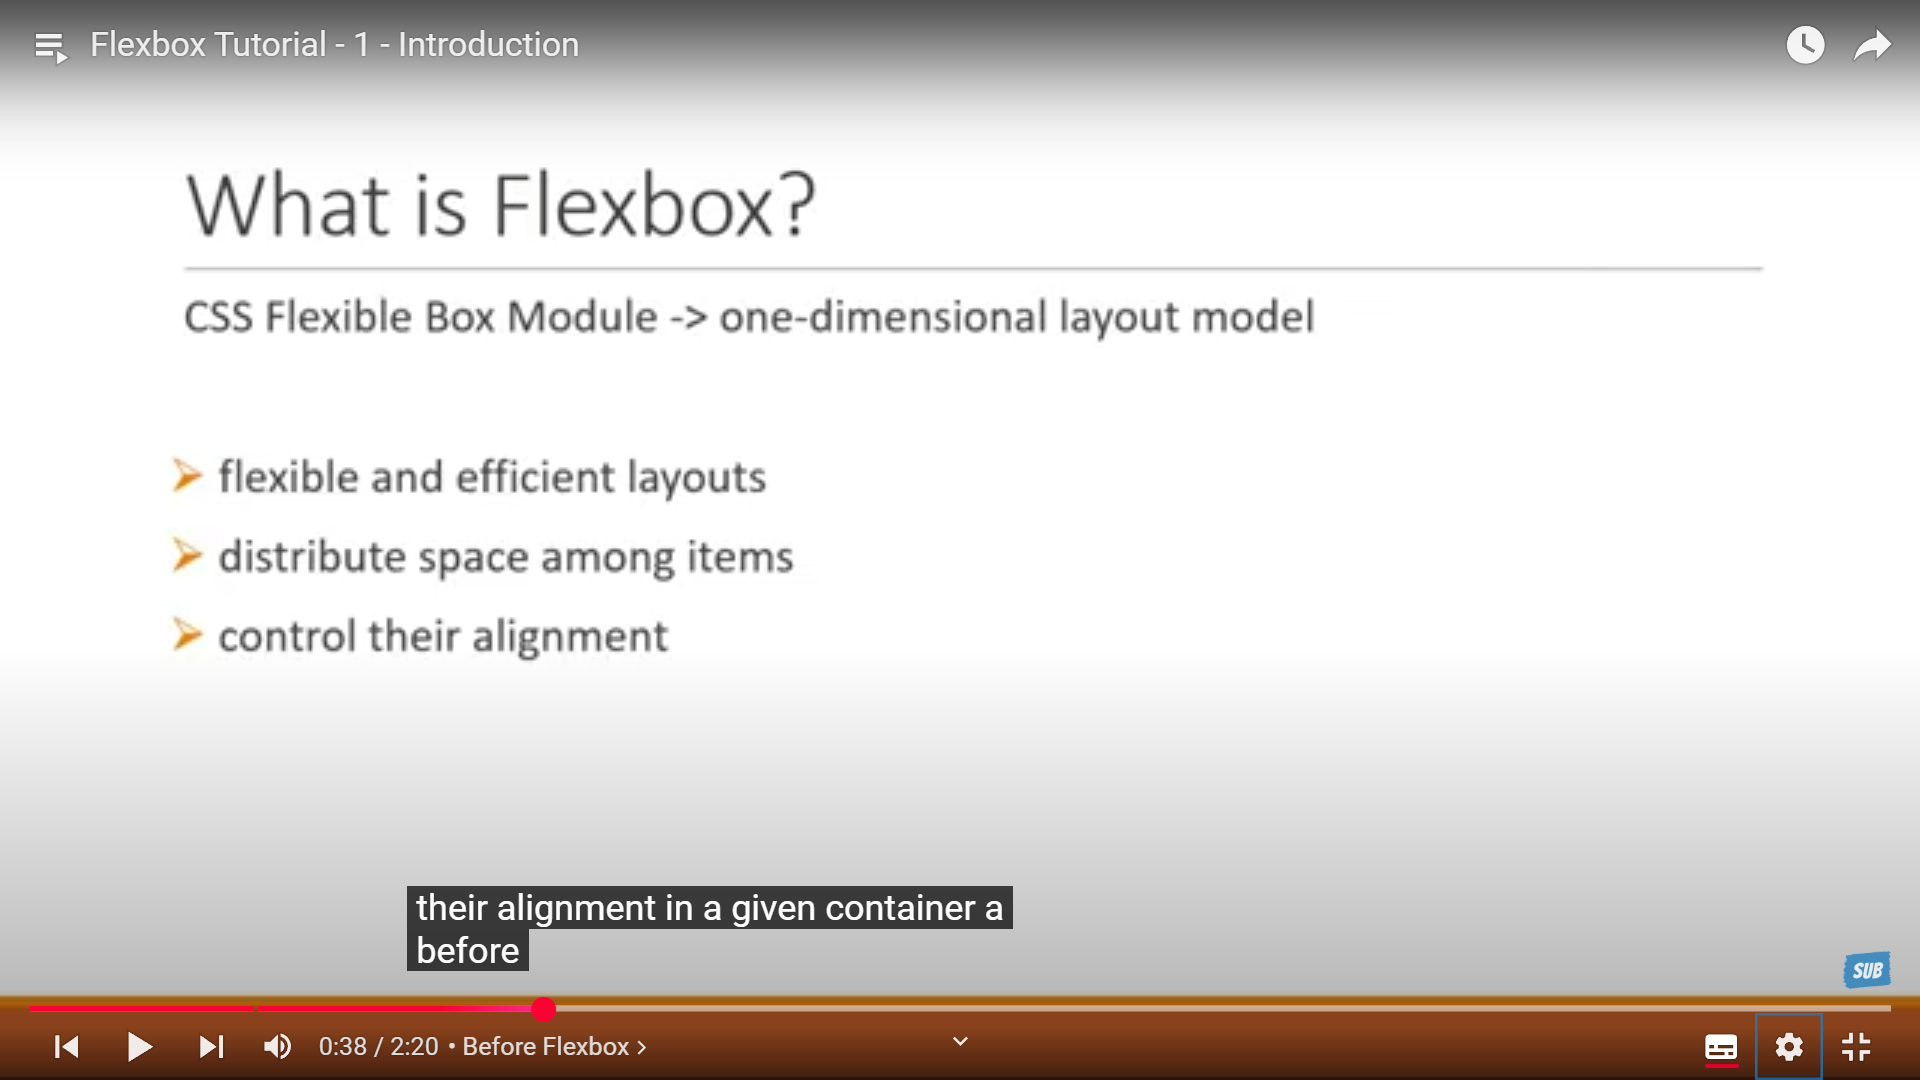 Flexbox Tutorial - 1 - Introduction
What is Flexbox?
CSS Flexible Box Module -> one-dimensional layout model
flexible and efficient layouts
distribute space among items
control their alignment
their alignment in a given container a
before
SUB
0:38 / 2:20 • Before Flexbox >